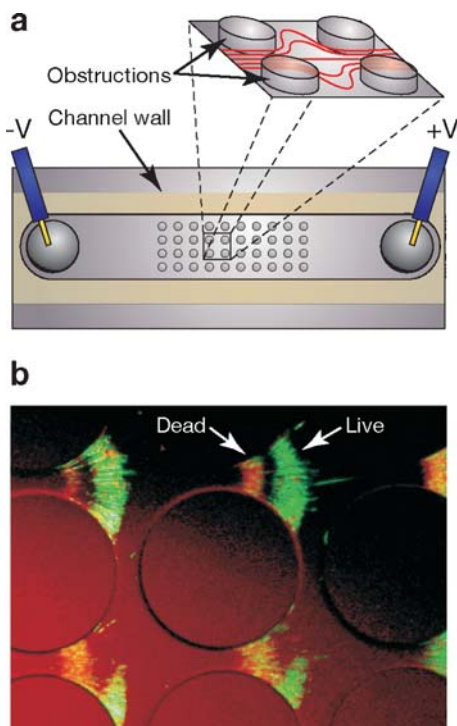 a
Obstructions
Channel wall
-V
+V
b
Dead
Live